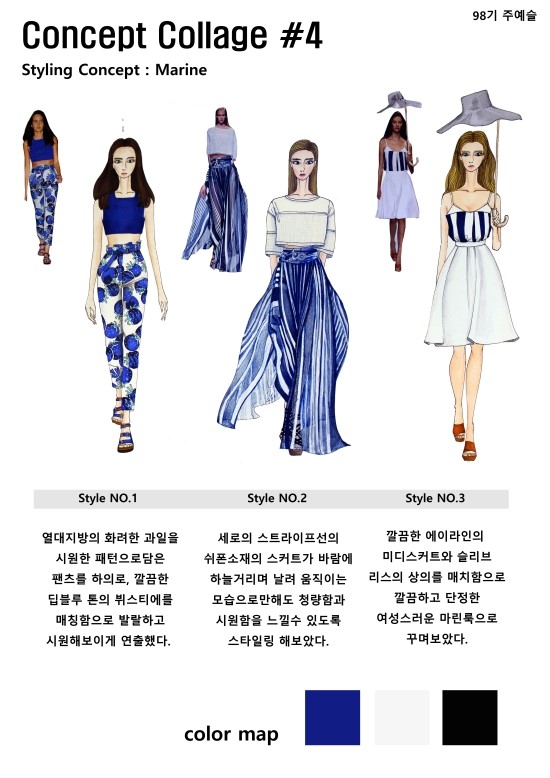 98기 주예슬
Concept Collage #4
Styling Concept : Marine
Style NO.1
Style NO.2
Style NO.3
열대지방의 화려한 과일을
시원한 패턴으로담은
팬츠를 하의로, 깔끔한
딥블루 톤의 뷔스티에를
매칭함으로 발랄하고
시원해보이게 연출했다.
세로의 스트라이프선의
쉬폰소재의 스커트가 바람에
하늘거리며 날려 움직이는
모습으로만해도 청량함과
시원함을 느낄수 있도록
스타일링 해보았다.
깔끔한 에이라인의
미디스커트와 슬리브
리스의 상의를 매치함으로
깔끔하고 단정한
여성스러운 마린룩으로
꾸며보았다.
color map